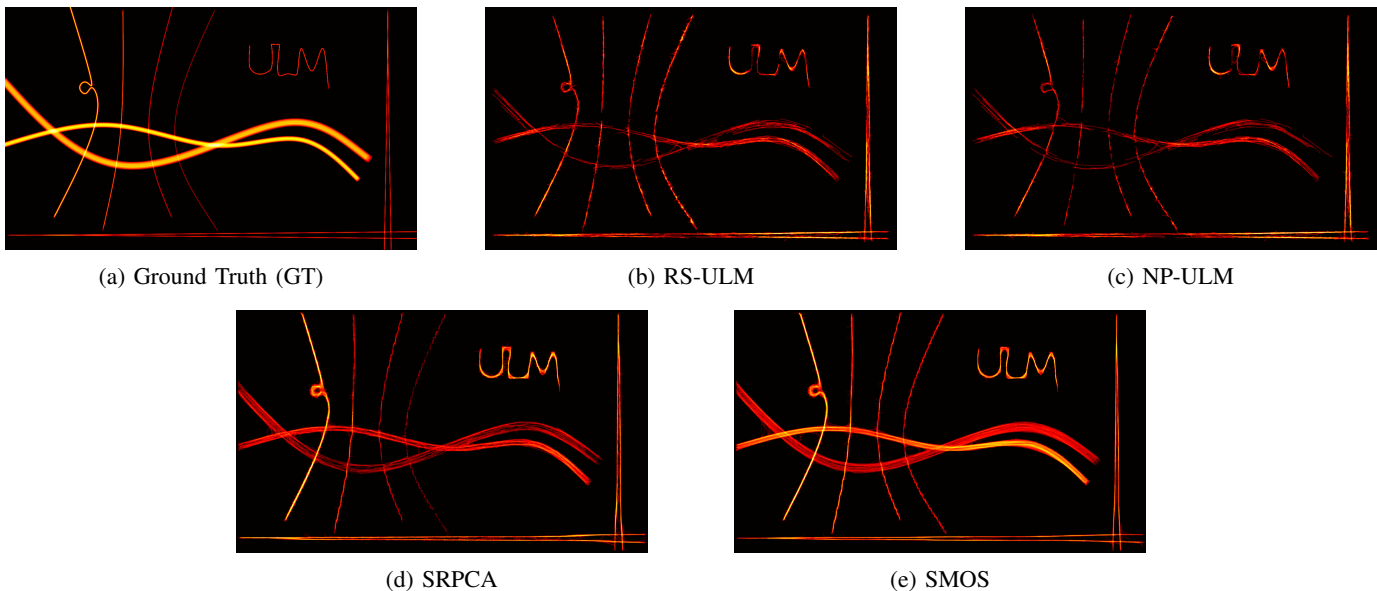 ULM
ULM
ULM
(a) Ground Truth (GT)
(b) RS-ULM
(c) NP-ULM
ULM
ULM
(d) SRPCA
(e) SMOS